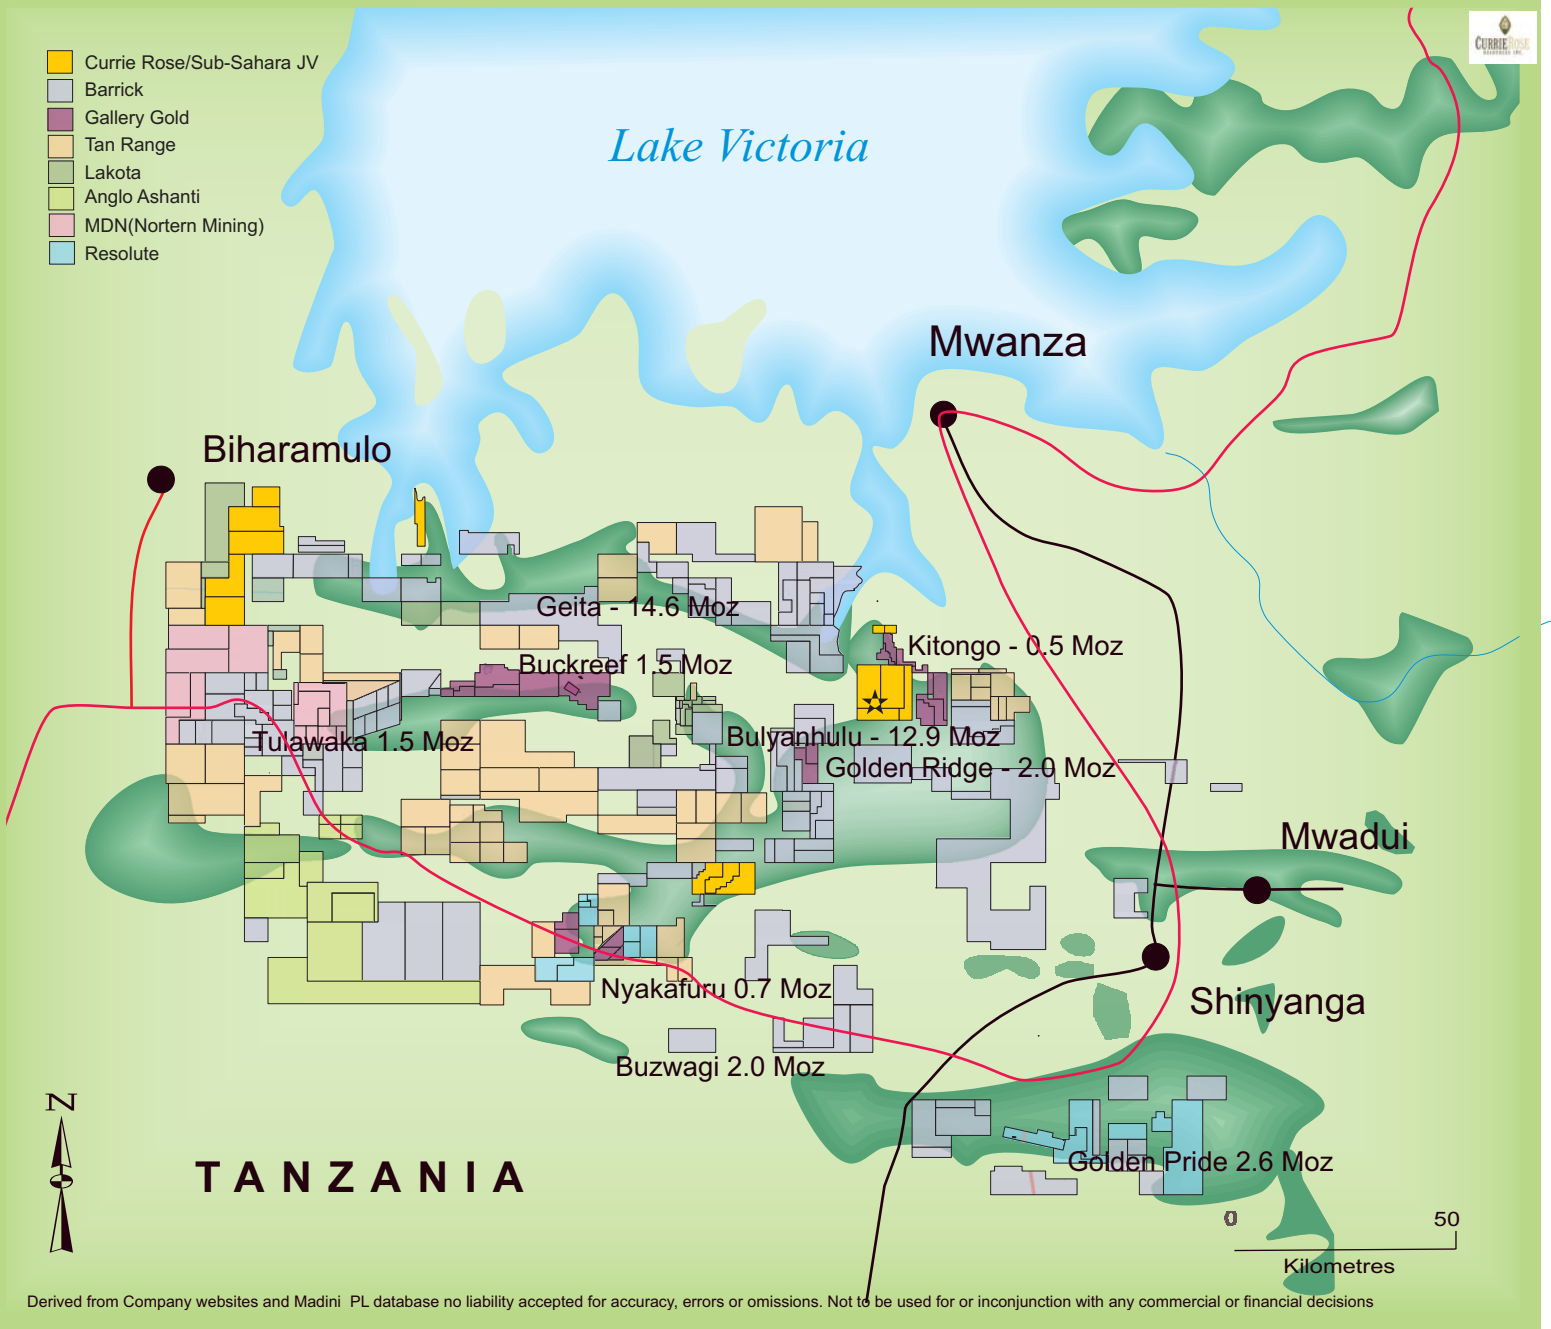 CURRIE ROSE
Currie Rose/Sub-Sahara JV
Barrick
Gallery Gold
Tan Range
Lakota
Anglo Ashanti
MDN(Nortern Mining)
Resolute
Lake Victoria
Mwanza
Biharamulo
Geita - 14.6 Moz
Kitongo - 0.5 Moz
Buckreef 1.5 Moz
Bulyanhulu - 12.9 Moz
Tulawaka 1.5 Moz
Golden Ridge - 2.0 Moz
Mwadui
Nyakafuru 0.7 Moz
Shinyanga
Buzwagi 2.0 Moz
N
TANZANIA
Golden Pride 2.6 Moz
0
50
Kilometres
Derived from Company websites and Madini PL database no liability accepted for accuracy, errors or omissions. Not to be used for or inconjunction with any commercial or financial decisions